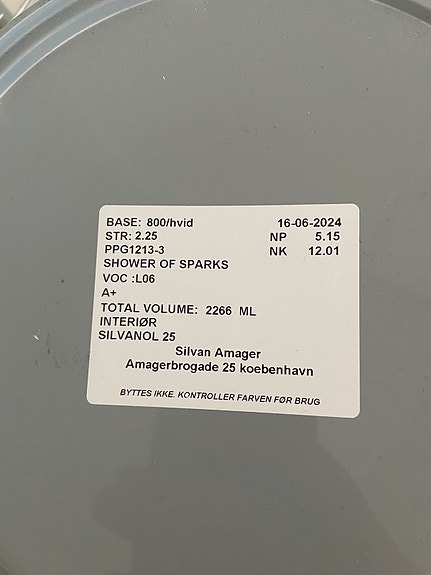 BASE: 800/hvid 16-06-2024
STR: 2.25 NP 5.15
PPG1213-3 NK 12.01
SHOWER OF SPARKS
VOC :L06
A+
TOTAL VOLUME: 2266 ML
INTERIØR
SILVANOL 25
Silvan Amager
Amagerbrogade 25 koebenhavn
BYTTES IKKE. KONTROLLER FARVEN FØR BRUG